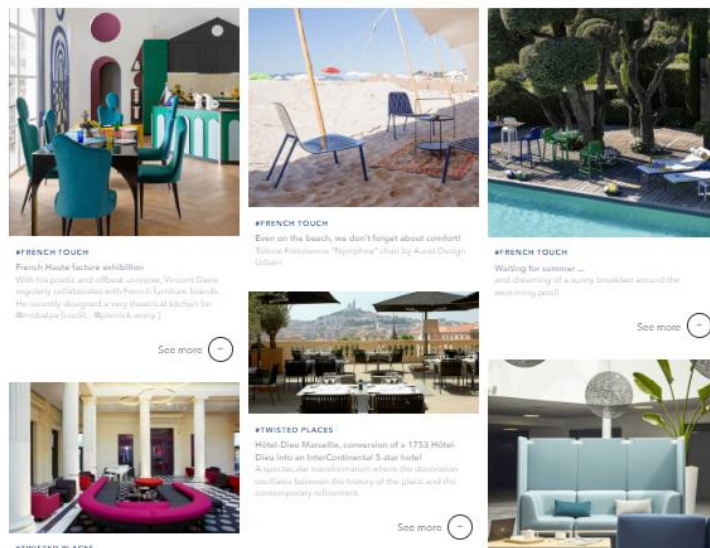 #FRENCH TOUCH
French Haute facture exhibition
With his poetic and offbeat universe, Vincent Darré
regularly collaborates with French furniture brands.
He recently designed a very theatrical kitchen for
See more
#FRENCH TOUCH
Even on the beach, we don't forget about comfort!
"Nymphea" chair by Aurel Design
Urbain
#TWISTED PLACES
Hôtel-Dieu Marseille, conversion of a 1753 Hôtel-
Dieu into an InterContinental 5-star hotel
A spectacular transformation where the decoration
oscillates between the history of the place and the
contemporary refinement.
See more
#FRENCH TOUCH
Waiting for summer ...
and dreaming of a sunny breakfast around the
swimming pool!
See more
#TWISTED PLACES